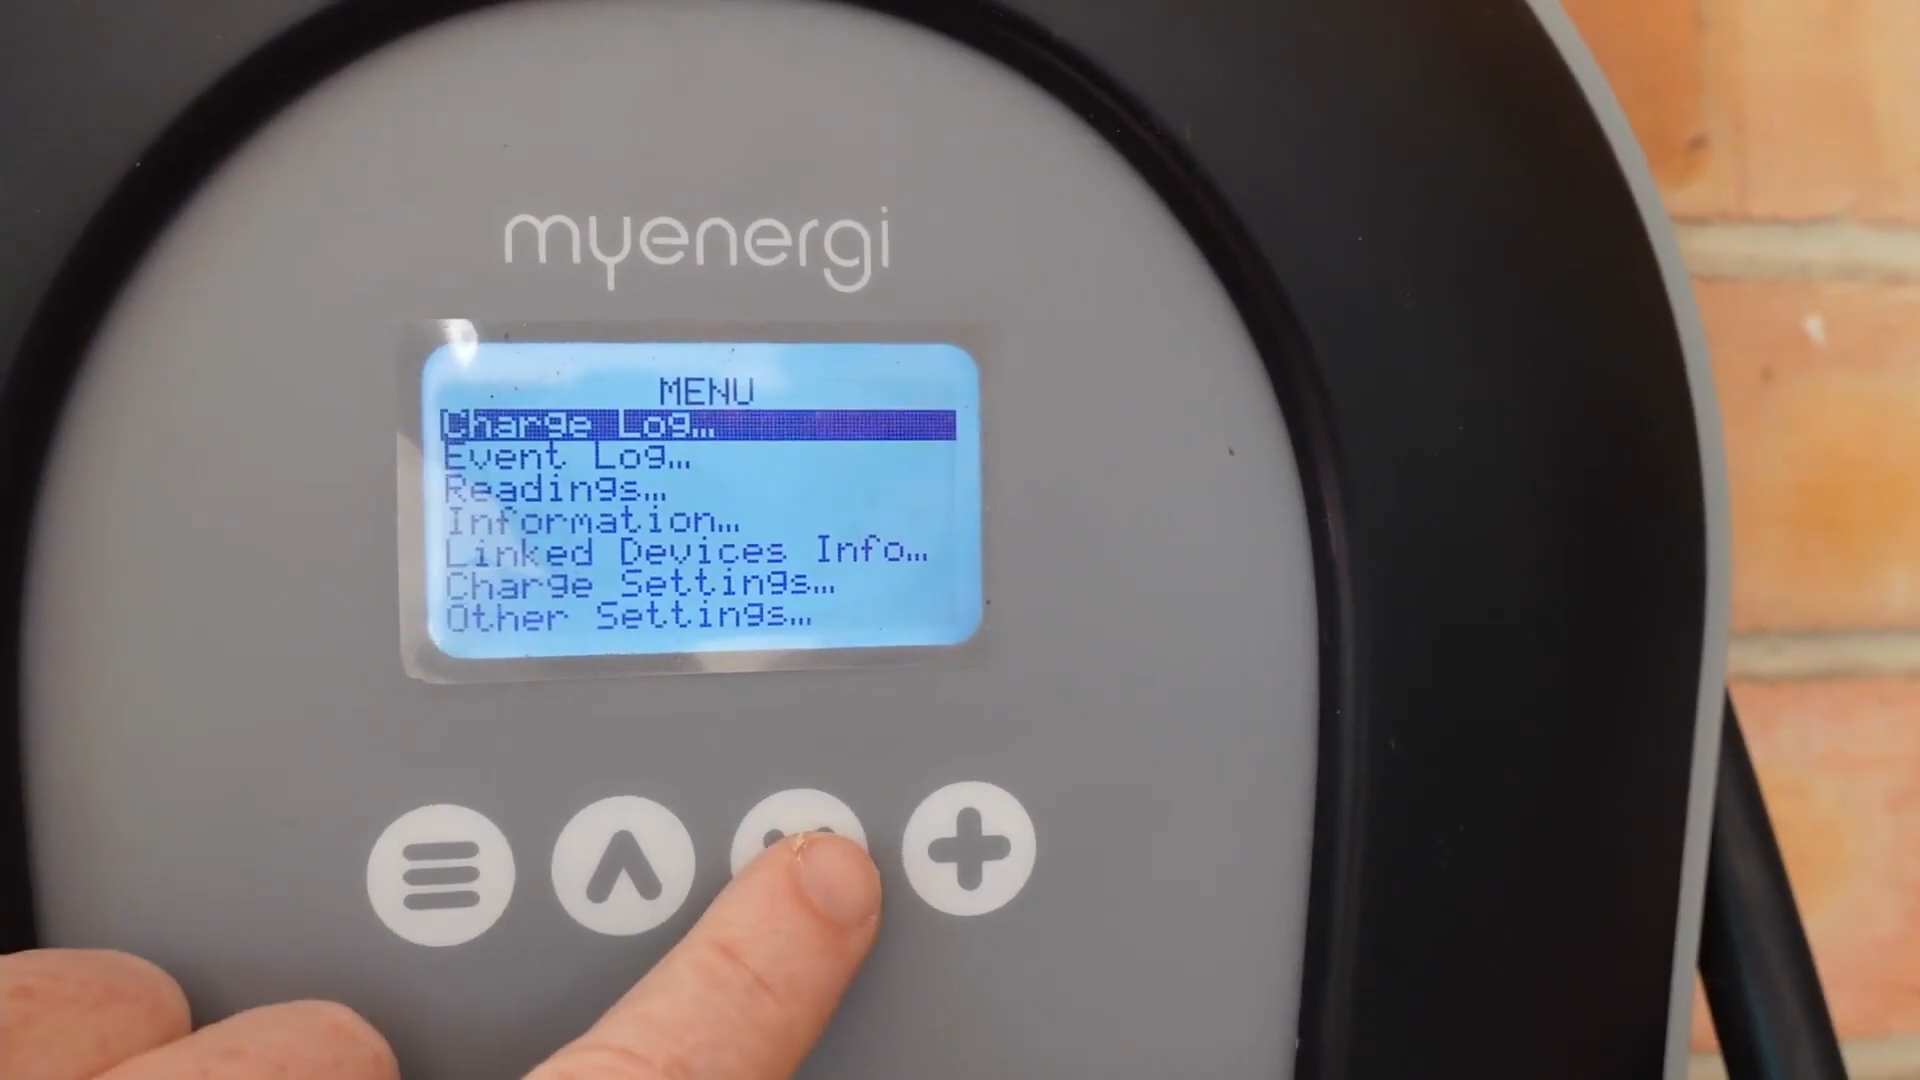 myenergi
MENU
Charge Log...
Event Log...
Readings...
Information...
Linked Devices Info...
Charge Settings...
Other Settings...